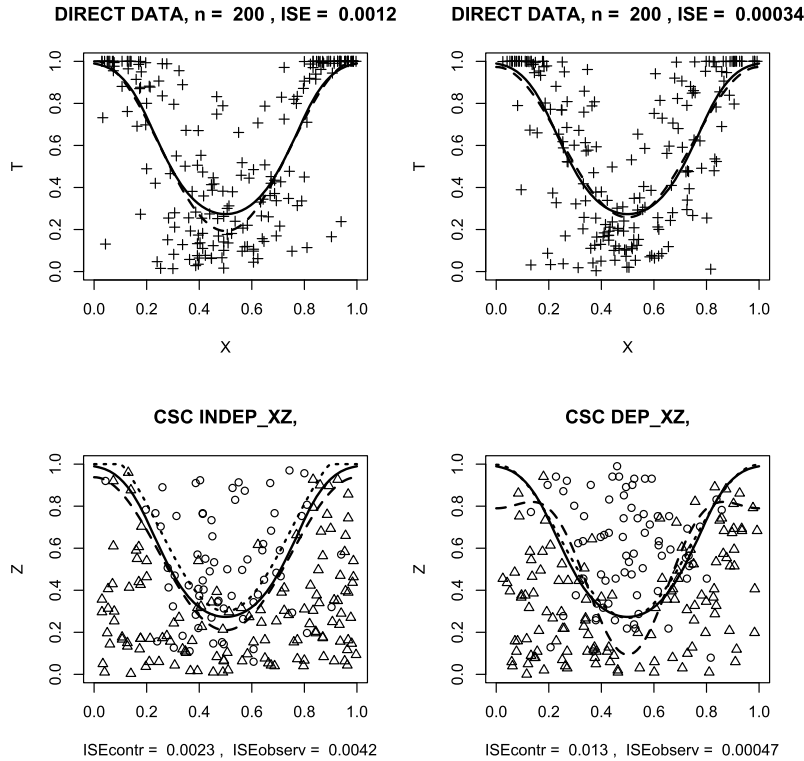 DIRECT DATA, n = 200 , ISE = 0.0012
T
1.0
0.8
0.6
0.4
0.2
0.0
0.0 0.2 0.4 0.6 0.8 1.0
X
DIRECT DATA, n = 200 , ISE = 0.00034
T
1.0
0.8
0.6
0.4
0.2
0.0
0.0 0.2 0.4 0.6 0.8 1.0
X
CSC INDEP_XZ,
Z
1.0
0.8
0.6
0.4
0.2
0.0
0.0 0.2 0.4 0.6 0.8 1.0
ISEcontr = 0.0023 , ISEobserv = 0.0042
CSC DEP_XZ,
Z
1.0
0.8
0.6
0.4
0.2
0.0
0.0 0.2 0.4 0.6 0.8 1.0
ISEcontr = 0.013 , ISEobserv = 0.00047